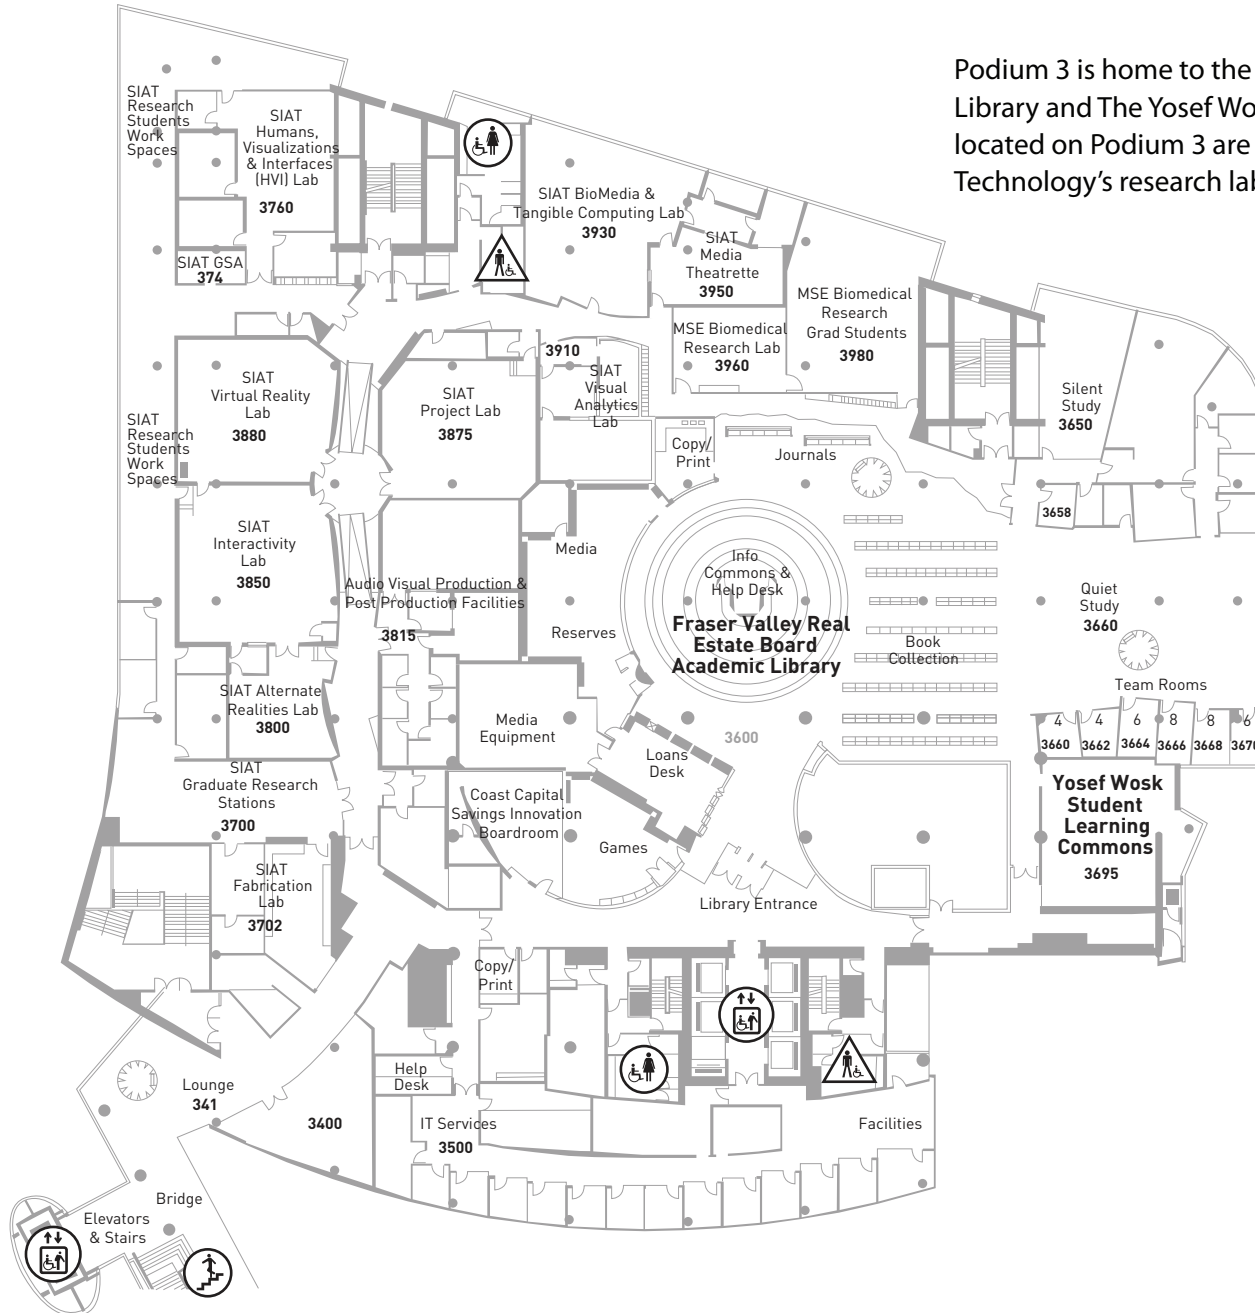 Podium 3 is home to the
Library and The Yosef Wo
located on Podium 3 are
Technology's research lab
SIAT
Research
Students
Work
Spaces
SIAT
Humans,
Visualizations
& Interfaces
(HVI) Lab
3760
SIAT GSA
374
SIAT BioMedia &
Tangible Computing Lab
3930
SIAT
Media
Theatrette
3950
MSE Biomedical
Research
Grad Students
3980
MSE Biomedical
Research Lab
3960
3910
SIAT
Visual
Analytics
Lab
SIAT
Virtual Reality
Lab
3880
SIAT
Project Lab
3875
Silent
Study
3650
SIAT
Research
Students
Work
Spaces
Copy/
Print
Journals
3658
SIAT
Interactivity
Lab
3850
Media
Info
Commons &
Help Desk
Audio Visual Production &
Post Production Facilities
3815
Reserves
Fraser Valley Real
Estate Board
Academic Library
Book
Collection
Quiet
Study
3660
Team Rooms
4
4
6
8
8
6
3660
3662
3664
3666
3668
3670
SIAT Alternate
Realities Lab
3800
Media
Equipment
3600
Loans
Desk
SIAT
Graduate Research
Stations
3700
Coast Capital
Savings Innovation
Boardroom
Games
Yosef Wosk
Student
Learning
Commons
3695
SIAT
Fabrication
Lab
3702
Library Entrance
Copy/
Print
Help
Desk
Lounge
341
3400
IT Services
3500
Facilities
Bridge
Elevators
& Stairs